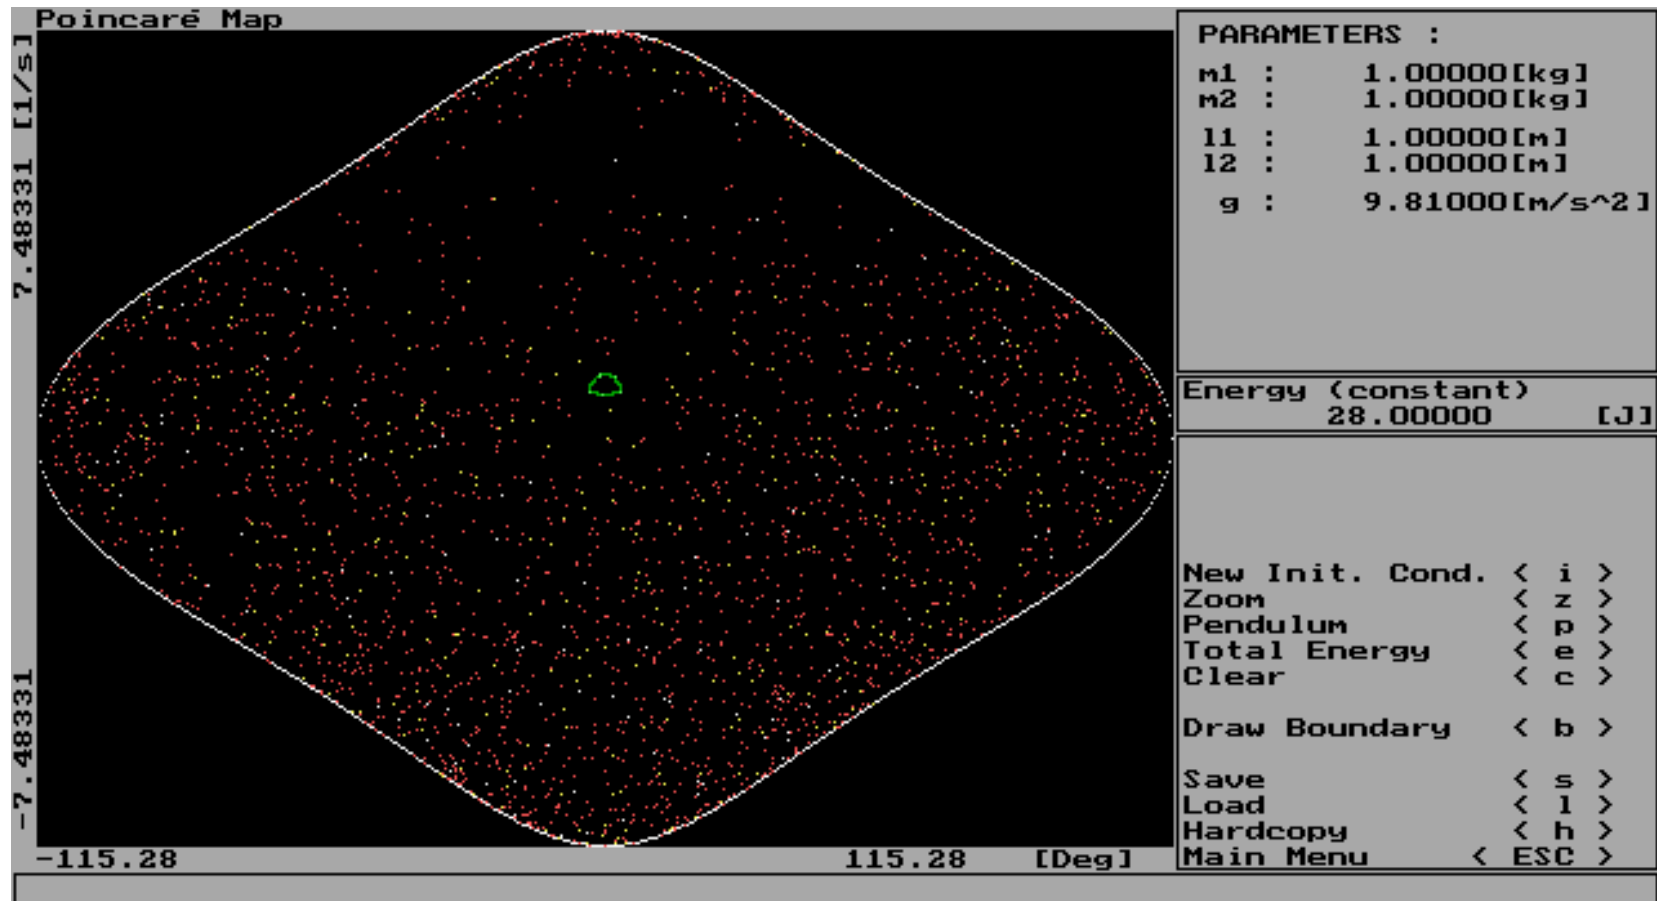 Poincaré Map
7.48331 [1/s]
-7.48331
-115.28 115.28 [Deg]
PARAMETERS :
m1 : 1.00000[kg]
m2 : 1.00000[kg]
l1 : 1.00000[m]
l2 : 1.00000[m]
g : 9.81000[m/s^2]
Energy (constant)
28.00000 [J]
New Init. Cond. < i >
Zoom < z >
Pendulum < p >
Total Energy < e >
Clear < c >
Draw Boundary < b >
Save < s >
Load < l >
Hardcopy < h >
Main Menu < ESC >